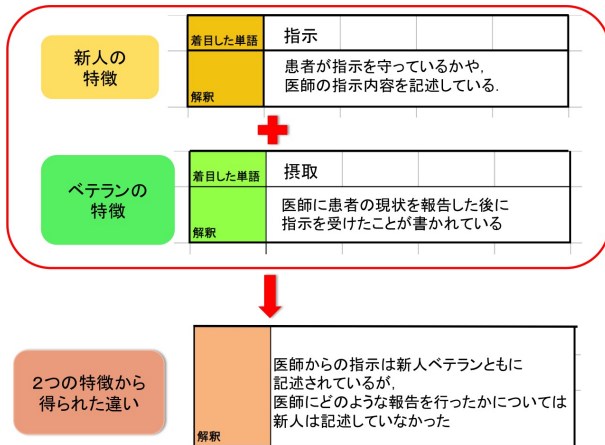 新人の
特徴
着目した単語
指示
解釈
患者が指示を守っているかや,
医師の指示内容を記述している.
ベテランの
特徴
着目した単語
摂取
解釈
医師に患者の現状を報告した後に
指示を受けたことが書かれている
2つの特徴から
得られた違い
解釈
医師からの指示は新人ベテランともに
記述されているが,
医師にどのような報告を行ったかについては
新人は記述していなかった